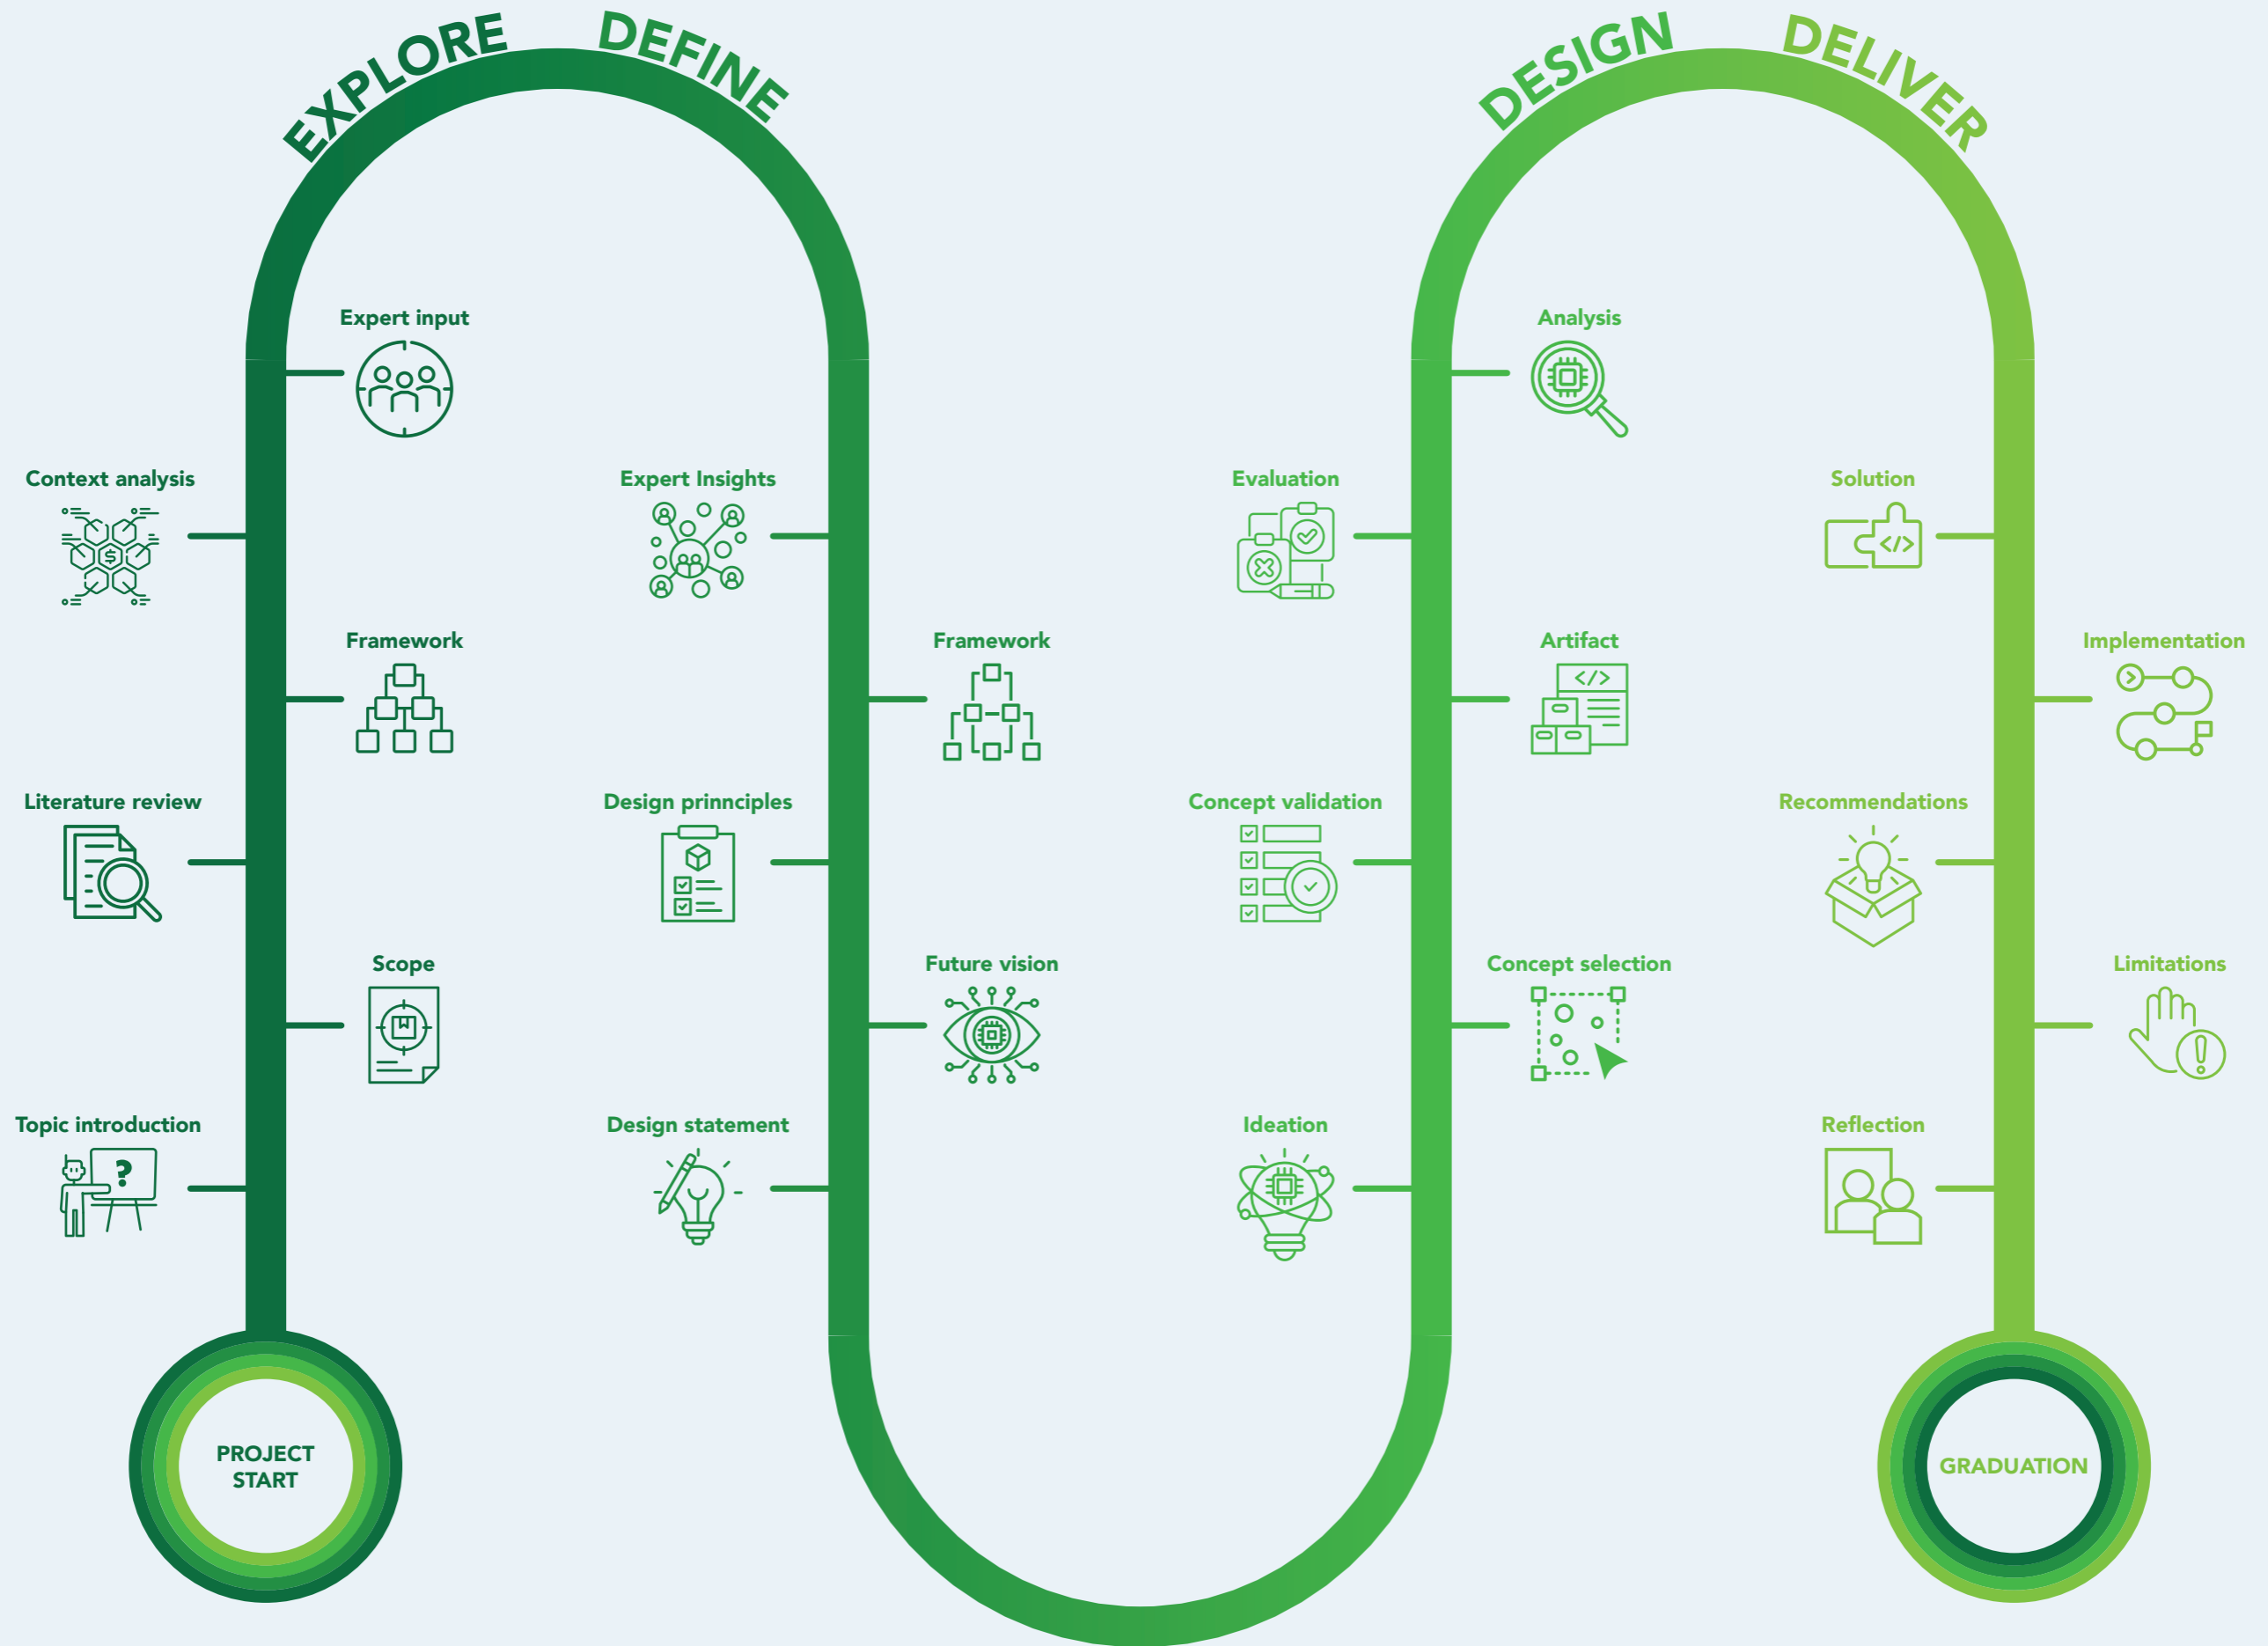 EXPLORE
DEFINE
DESIGN
DELIVER
Expert input
Analysis
Context analysis
Expert Insights
Evaluation
Solution
Framework
Framework
Artifact
Implementation
Literature review
Design prinnciples
Concept validation
Recommendations
Scope
Future vision
Concept selection
Limitations
Topic introduction
?
Design statement
Ideation
Reflection
PROJECT
START
GRADUATION